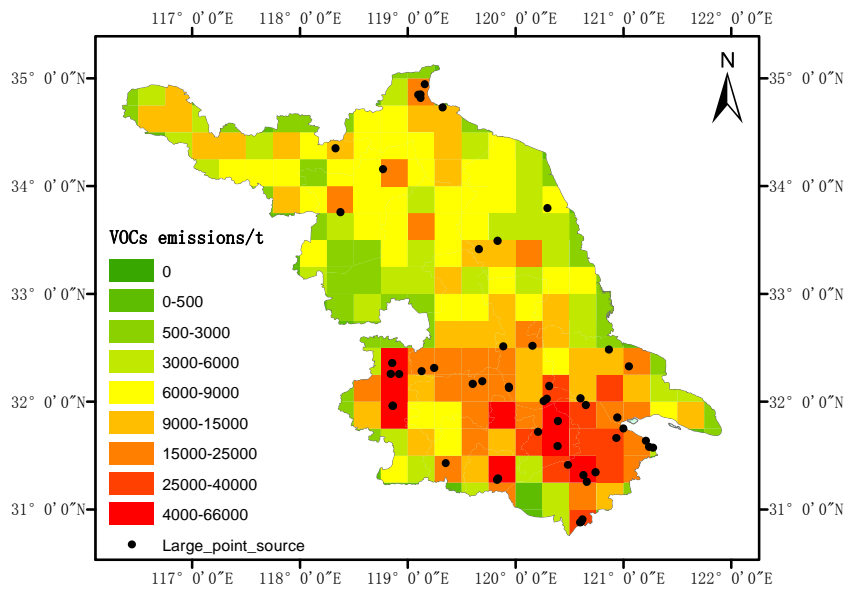 117° 0'0"E 118° 0'0"E 119° 0'0"E 120° 0'0"E 121° 0'0"E 122° 0'0"E
N
35° 0'0"N 35° 0'0"N
34° 0'0"N 34° 0'0"N
VOCs emissions/t
0
0-500
33° 0'0"N 33° 0'0"N
500-3000
3000-6000
6000-9000
32° 0'0"N 32° 0'0"N
9000-15000
15000-25000
25000-40000
31° 0'0"N 31° 0'0"N
4000-66000
Large_point_source
117° 0'0"E 118° 0'0"E 119° 0'0"E 120° 0'0"E 121° 0'0"E 122° 0'0"E